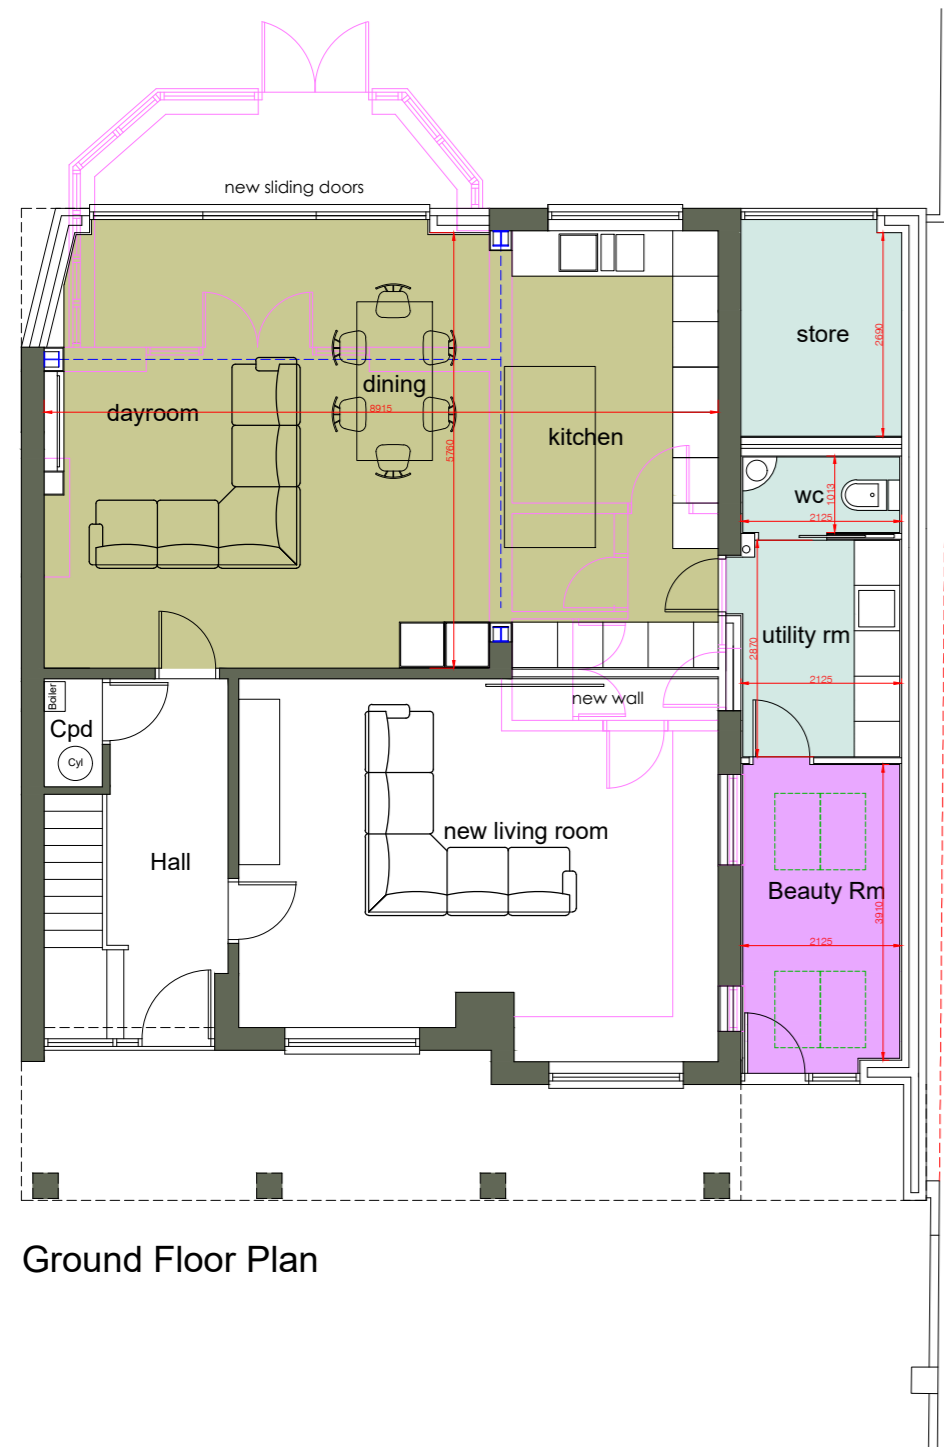 new sliding doors
store
2690
dining
dayroom
8915
kitchen
5760
wc
1013
2125
utility rm
2870
2125
Boiler
new wall
Cpd
Cyl
new living room
Hall
Beauty Rm
3910
2125
Ground Floor Plan